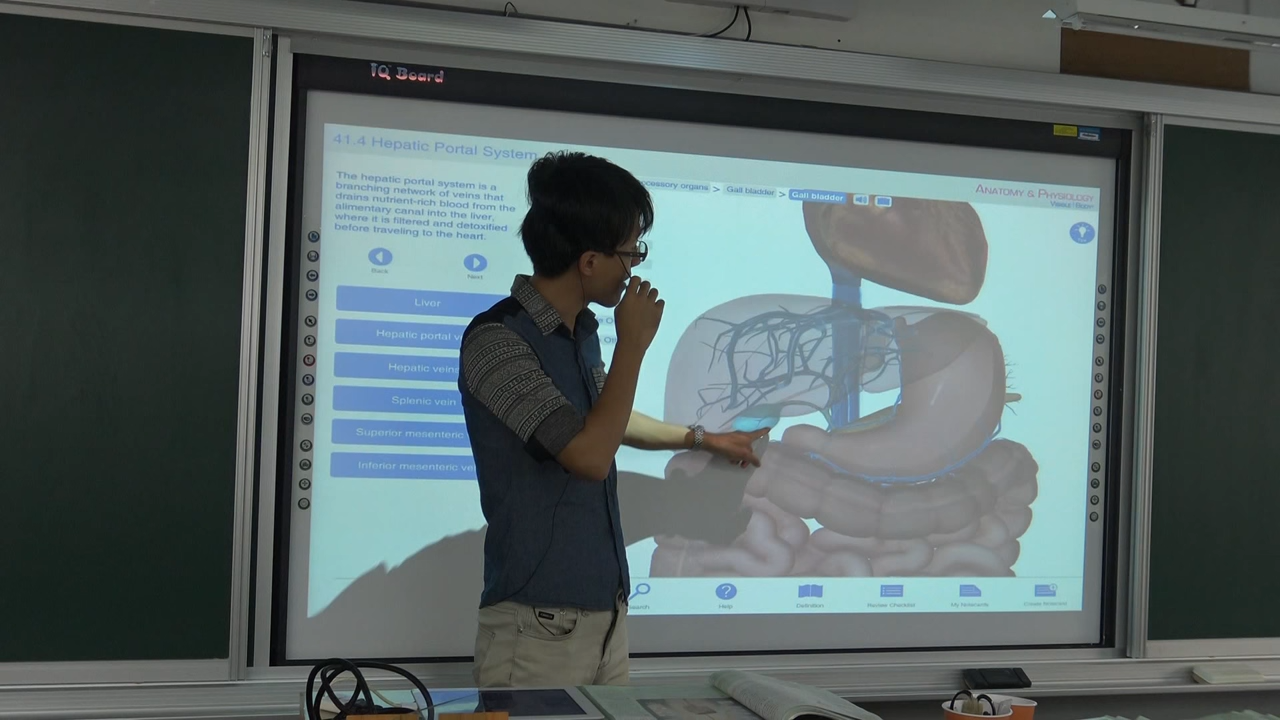 IQ Board
41.4 Hepatic Portal System
The hepatic portal system is a
branching network of veins that
drains nutrient-rich blood from the
alimentary canal into the liver,
where it is filtered and detoxified
before traveling to the heart.
Back
Next
Liver
Hepatic portal
Hepatic veins
Splenic vein
Superior mesenteric
Inferior mesenteric
organs > Gall bladder > Gall bladder
ANATOMY & PHYSIOLOGY
Help
Definition
Review Checklist
My Notecards
Create Notecard